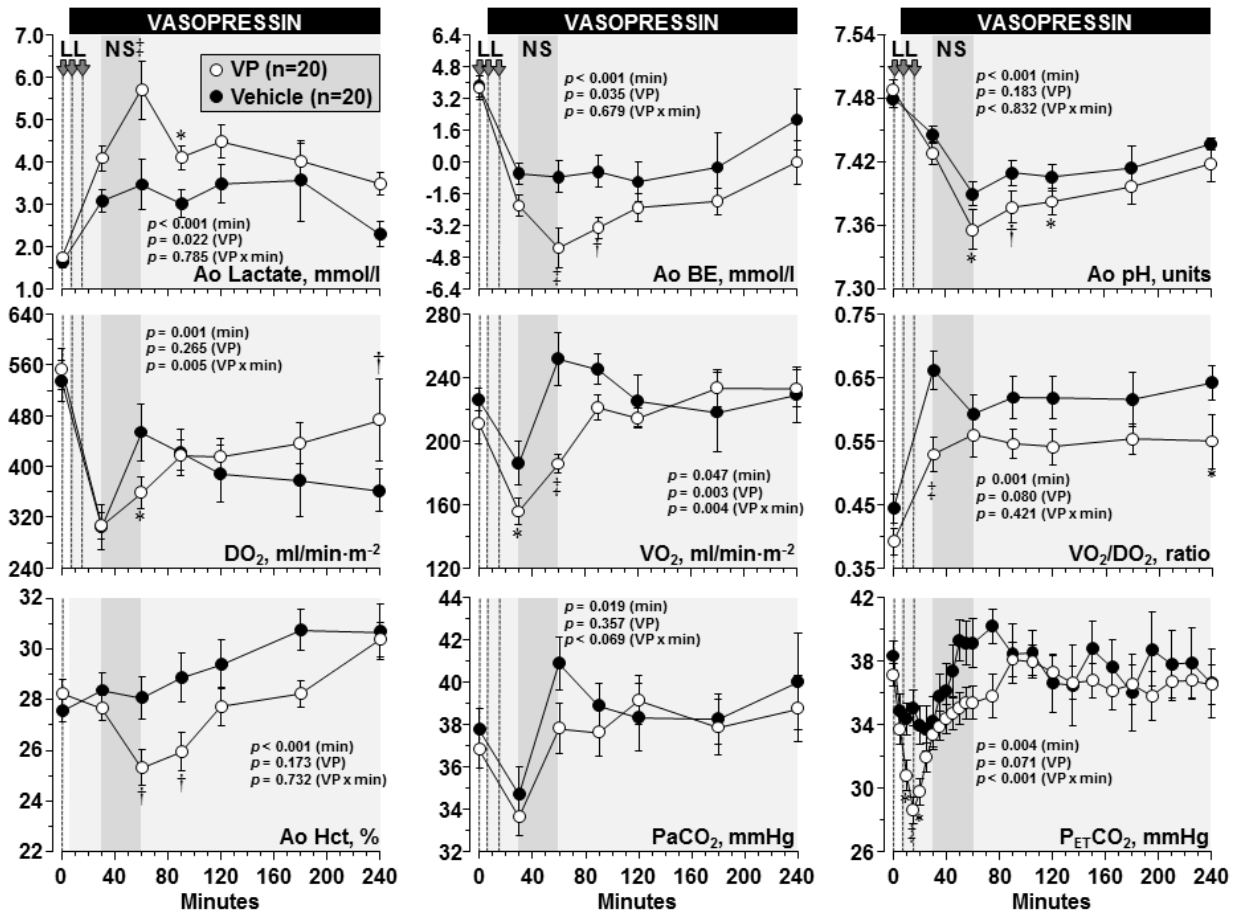 VASOPRESSIN
VASOPRESSIN
VASOPRESSIN
7.0
6.0
5.0
4.0
3.0
2.0
1.0
LL
NS
‡
VP (n=20)
Vehicle (n=20)
*
p < 0.001 (min)
p = 0.022 (VP)
p = 0.785 (VP x min)
Ao Lactate, mmol/l
6.4
4.8
3.2
1.6
0.0
-1.6
-3.2
-4.8
-6.4
LL
NS
p < 0.001 (min)
p = 0.035 (VP)
p = 0.679 (VP x min)
‡
†
Ao BE, mmol/l
7.54
7.48
7.42
7.36
7.30
LL
NS
p < 0.001 (min)
p = 0.183 (VP)
p < 0.832 (VP x min)
*
†
*
Ao pH, units
640
560
480
400
320
240
p = 0.001 (min)
p = 0.265 (VP)
p = 0.005 (VP x min)
*
†
DO₂, ml/min·m⁻²
280
240
200
160
120
p = 0.047 (min)
p = 0.003 (VP)
p = 0.004 (VP x min)
*
‡
VO₂, ml/min·m⁻²
0.75
0.65
0.55
0.45
0.35
p 0.001 (min)
p = 0.080 (VP)
p = 0.421 (VP x min)
‡
*
VO₂/DO₂, ratio
32
30
28
26
24
22
p < 0.001 (min)
p = 0.173 (VP)
p = 0.732 (VP x min)
†
†
Ao Hct, %
0 40 80 120 160 200 240
Minutes
44
42
40
38
36
34
32
p = 0.019 (min)
p = 0.357 (VP)
p < 0.069 (VP x min)
PaCO₂, mmHg
0 40 80 120 160 200 240
Minutes
42
38
34
30
26
p = 0.004 (min)
p = 0.071 (VP)
p < 0.001 (VP x min)
*
‡
*
PETCO₂, mmHg
0 40 80 120 160 200 240
Minutes